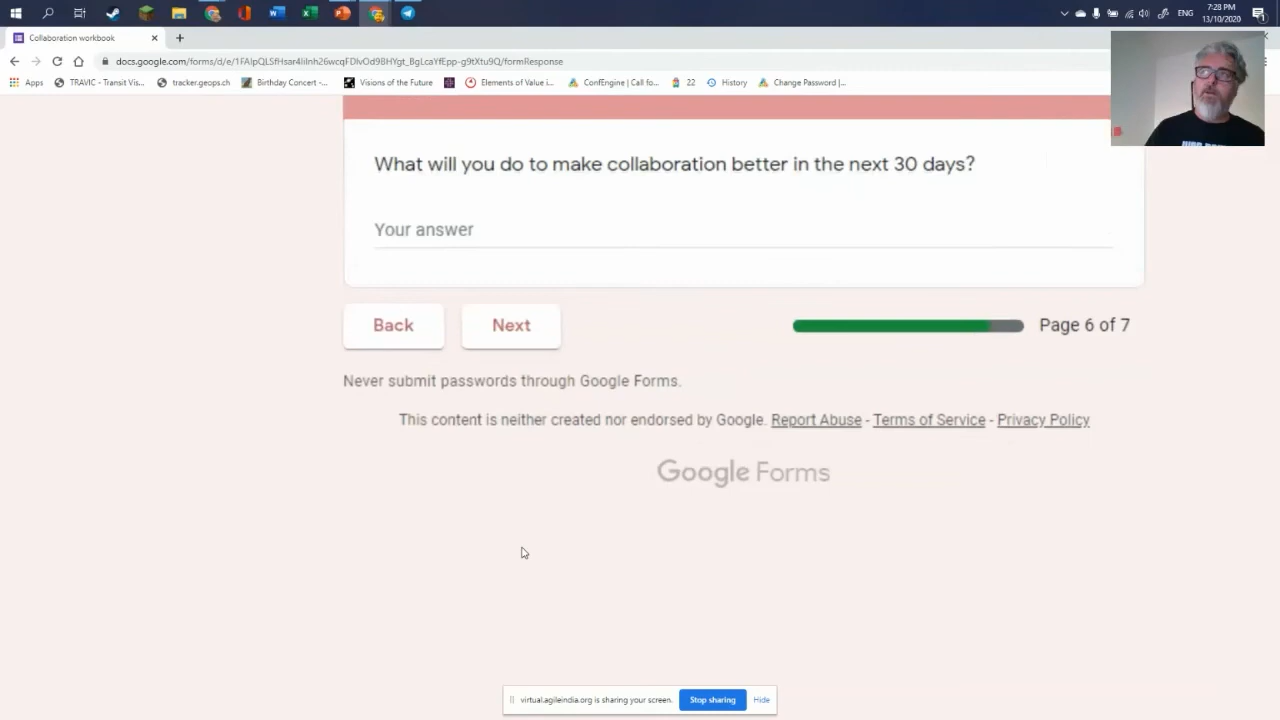 7:28 PM
ENG
13/10/2020
Collaboration workbook
docs.google.com/forms/d/e/1FAIpQLSfHsar4liInh26wcqFDlvOd9BHYgt_BgLcaYfEpp-g9tXtu9Q/formResponse
Apps TRAVIC - Transit Vis... tracker.geops.ch Birthday Concert -... Visions of the Future Elements of Value i... ConfEngine | Call fo... 22 History Change Password |...
What will you do to make collaboration better in the next 30 days?
Your answer
Back Next Page 6 of 7
Never submit passwords through Google Forms.
This content is neither created nor endorsed by Google. Report Abuse - Terms of Service - Privacy Policy
Google Forms
virtual.agileindia.org is sharing your screen. Stop sharing Hide